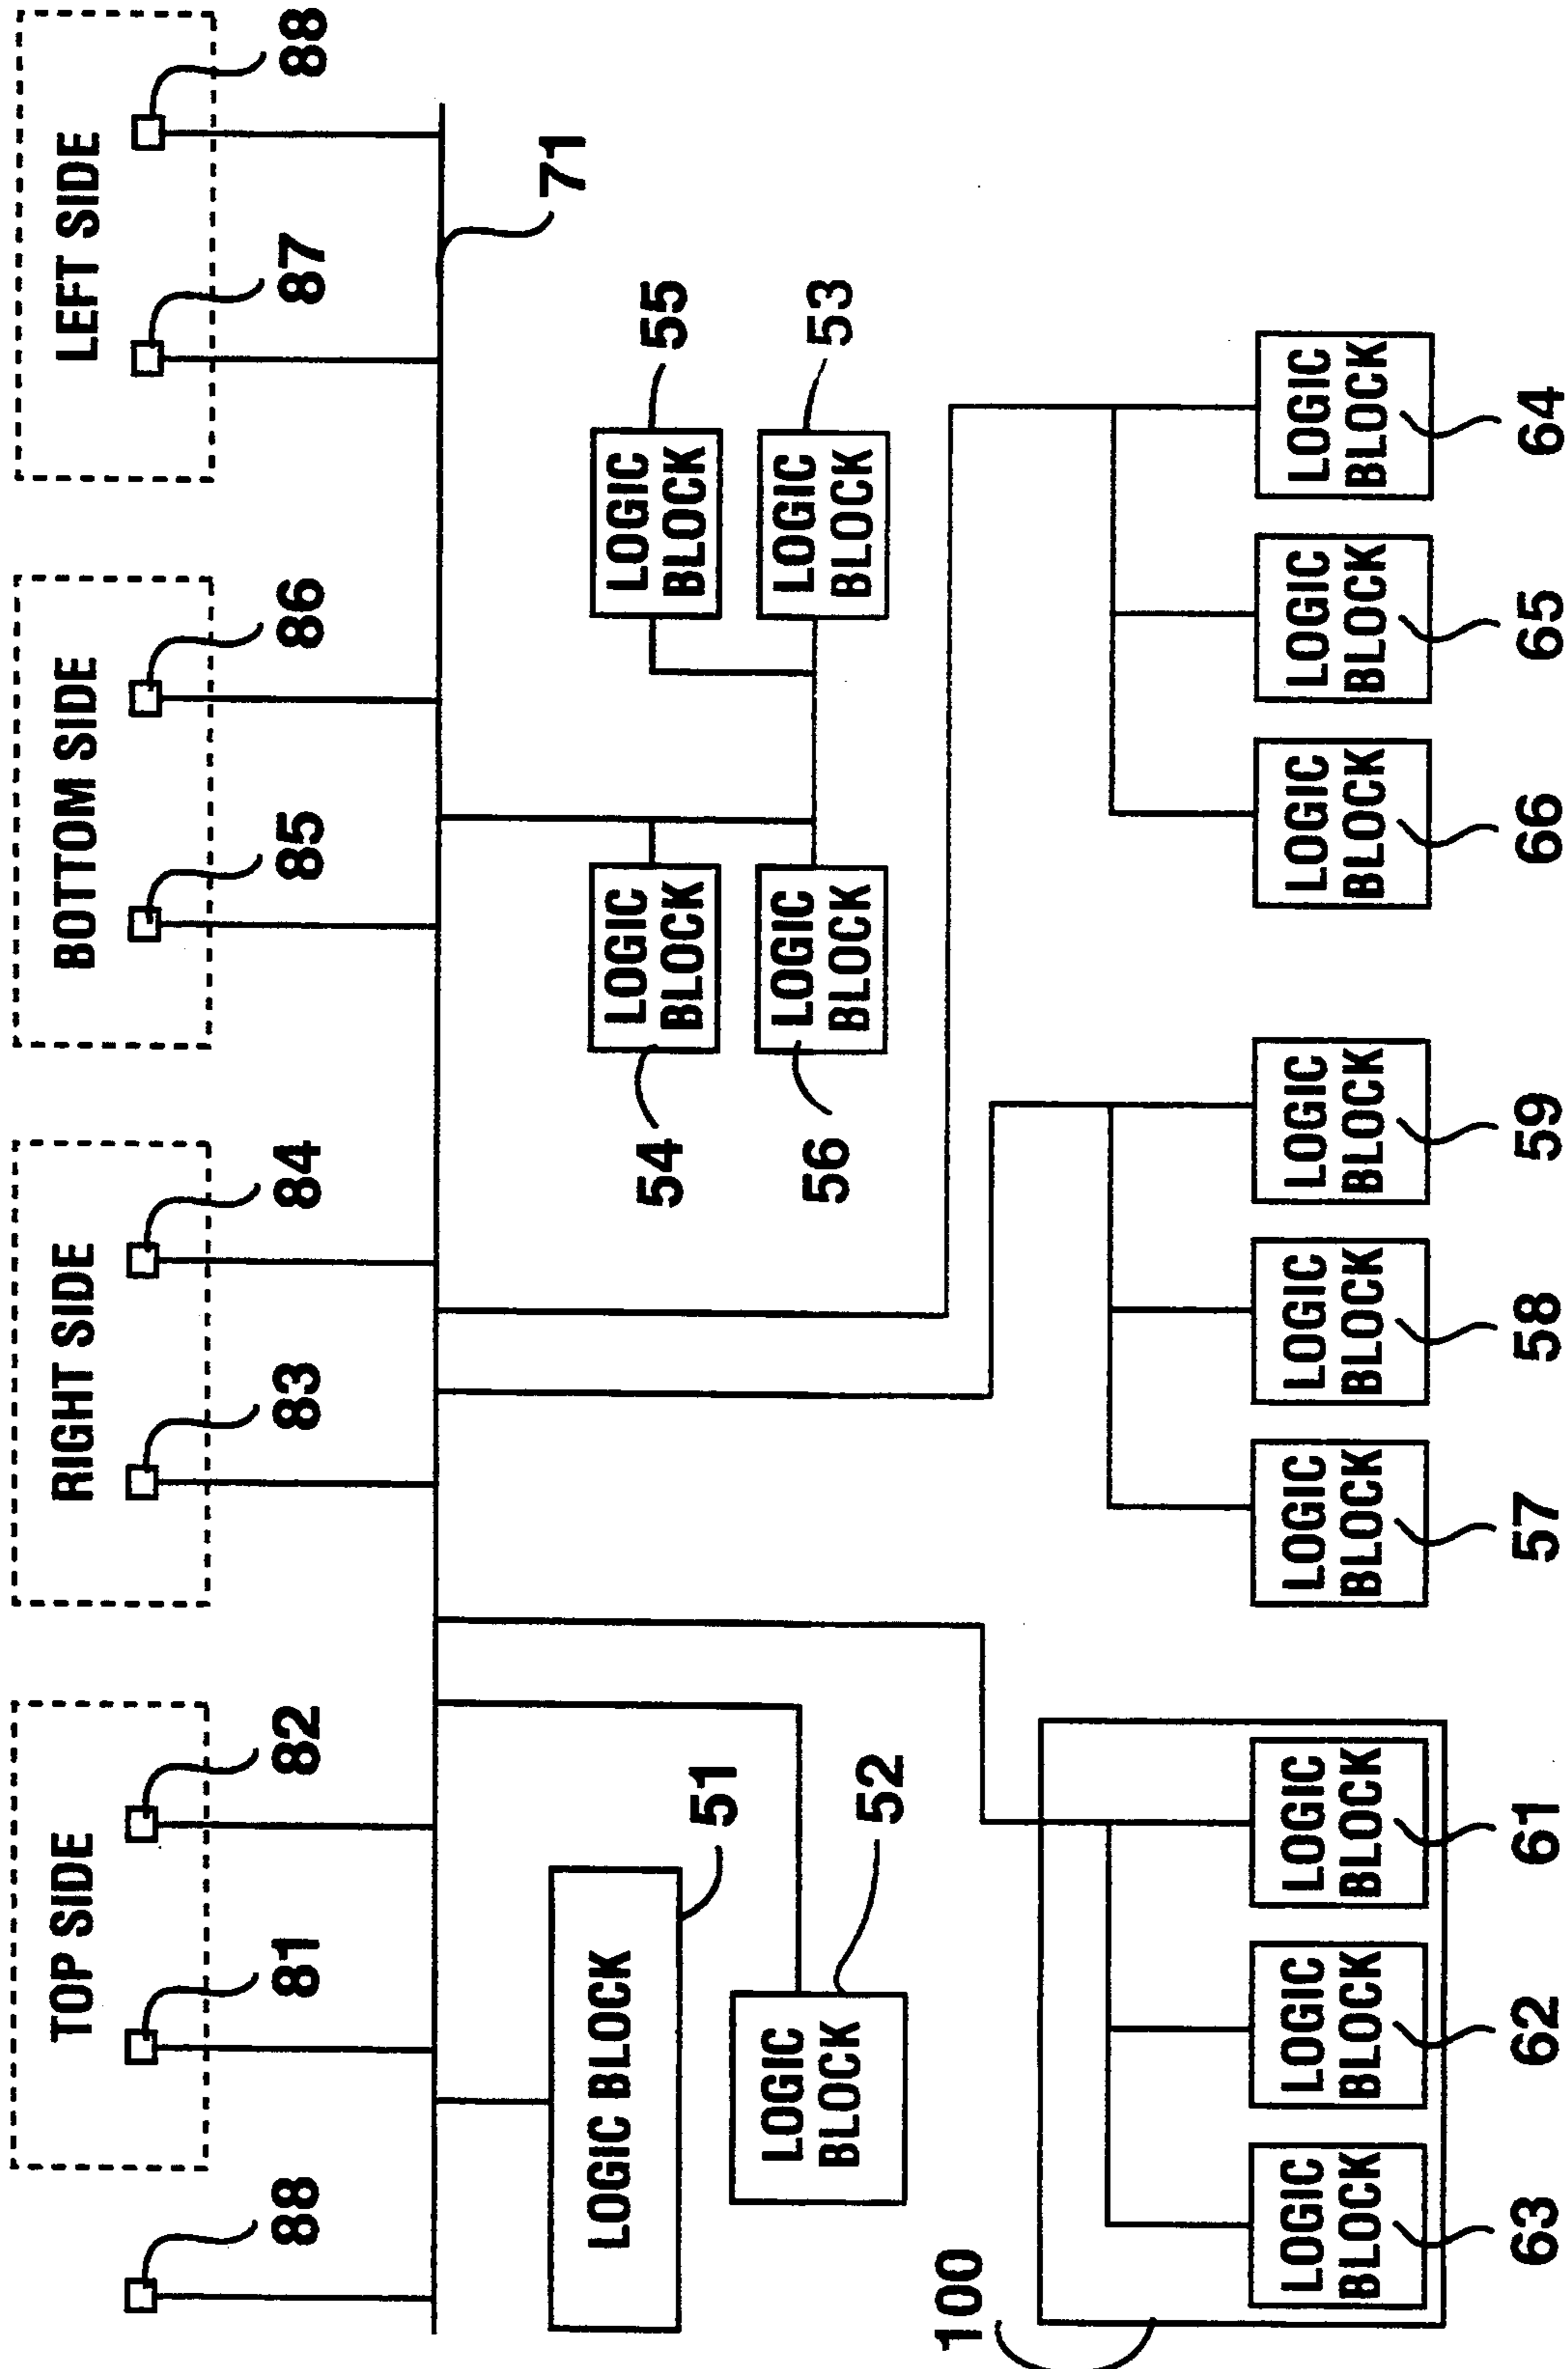 TOP SIDE
RIGHT SIDE
BOTTOM SIDE
LEFT SIDE
88
81
82
83
84
85
86
87
88
71
LOGIC BLOCK
51
LOGIC
BLOCK
52
54
LOGIC
BLOCK
LOGIC
BLOCK
55
56
LOGIC
BLOCK
LOGIC
BLOCK
53
100
LOGIC
BLOCK
LOGIC
BLOCK
LOGIC
BLOCK
LOGIC
BLOCK
LOGIC
BLOCK
LOGIC
BLOCK
LOGIC
BLOCK
LOGIC
BLOCK
LOGIC
BLOCK
63
62
61
57
58
59
66
65
64